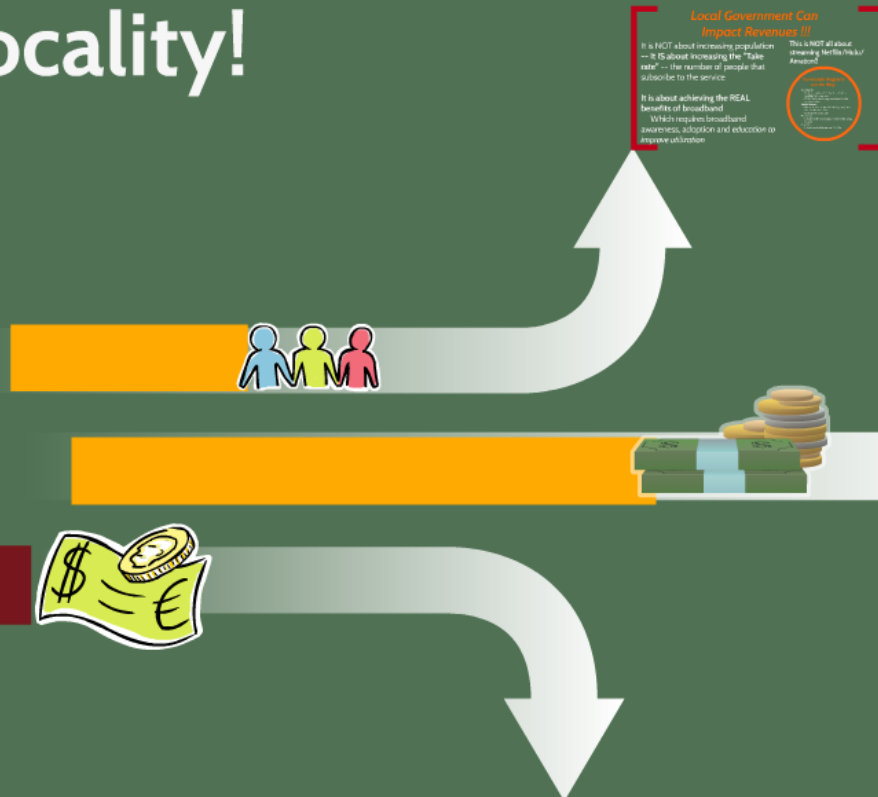 ocality!
Local Government Can
Impact Revenues !!!
It is NOT about increasing population
-- It IS about increasing the "Take
rate" -- the number of people that
subscribe to the service
This is NOT all about
streaming Netflix/Hulu/
Amazon!!
It is about achieving the REAL
benefits of broadband
Which requires broadband
awareness, adoption and education to
improve utilization
$
€